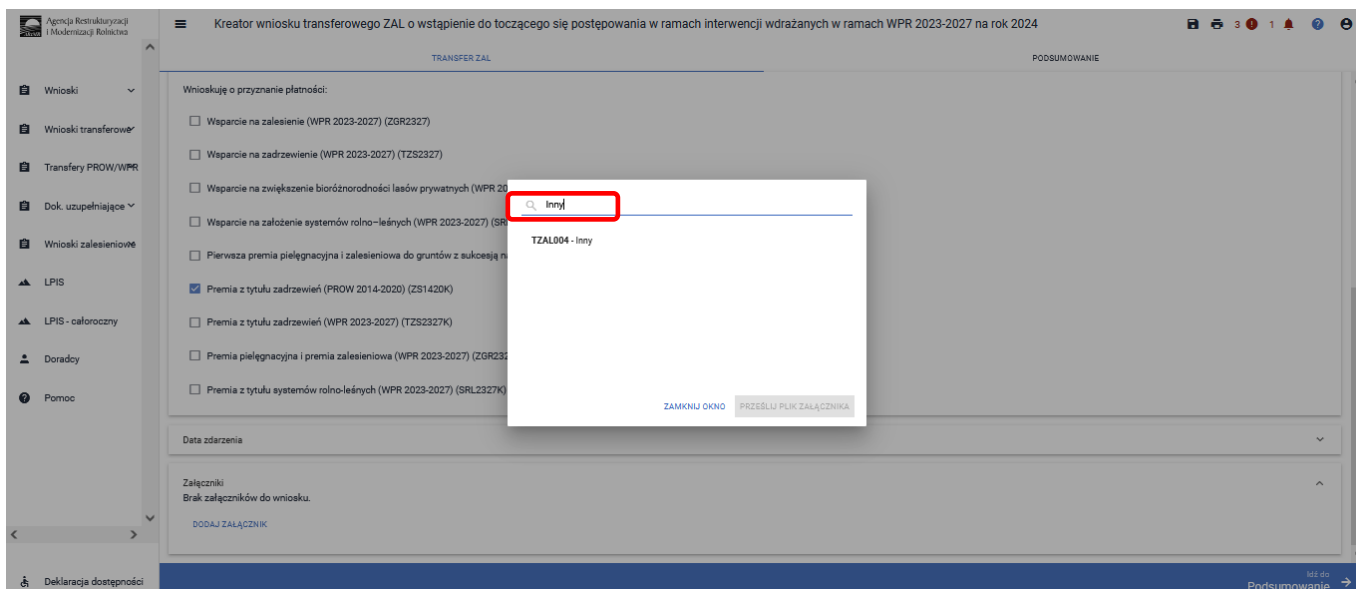 Agencja Restrukturyzacji
i Modernizacji Rolnictwa
Kreator wniosku transferowego ZAL o wstąpienie do toczącego się postępowania w ramach interwencji wdrażanych w ramach WPR 2023-2027 na rok 2024
3 1
TRANSFER ZAL
PODSUMOWANIE
Wnioski
Wnioski transferowe
Transfery PROW/WPR
Dok. uzupełniające
Wnioski zalesieniowe
LPIS
LPIS - całoroczny
Doradcy
Pomoc
Deklaracja dostępności
Wnioskuję o przyznanie płatności:
Wsparcie na zalesienie (WPR 2023-2027) (ZGR2327)
Wsparcie na zadrzewienie (WPR 2023-2027) (TZS2327)
Wsparcie na zwiększenie bioróżnorodności lasów prywatnych (WPR 20
Wsparcie na założenie systemów rolno–leśnych (WPR 2023-2027) (SR
Pierwsza premia pielęgnacyjna i zalesieniowa do gruntów z sukcesją n
Premia z tytułu zadrzewień (PROW 2014-2020) (ZS1420K)
Premia z tytułu zadrzewień (WPR 2023-2027) (TZS2327K)
Premia pielęgnacyjna i premia zalesieniowa (WPR 2023-2027) (ZGR232
Premia z tytułu systemów rolno-leśnych (WPR 2023-2027) (SRL2327K)
Inny
TZAL004 - Inny
ZAMKNIJ OKNO
PRZEŚLIJ PLIK ZAŁĄCZNIKA
Data zdarzenia
Załączniki
Brak załączników do wniosku.
DODAJ ZAŁĄCZNIK
Idź do
Podsumowanie